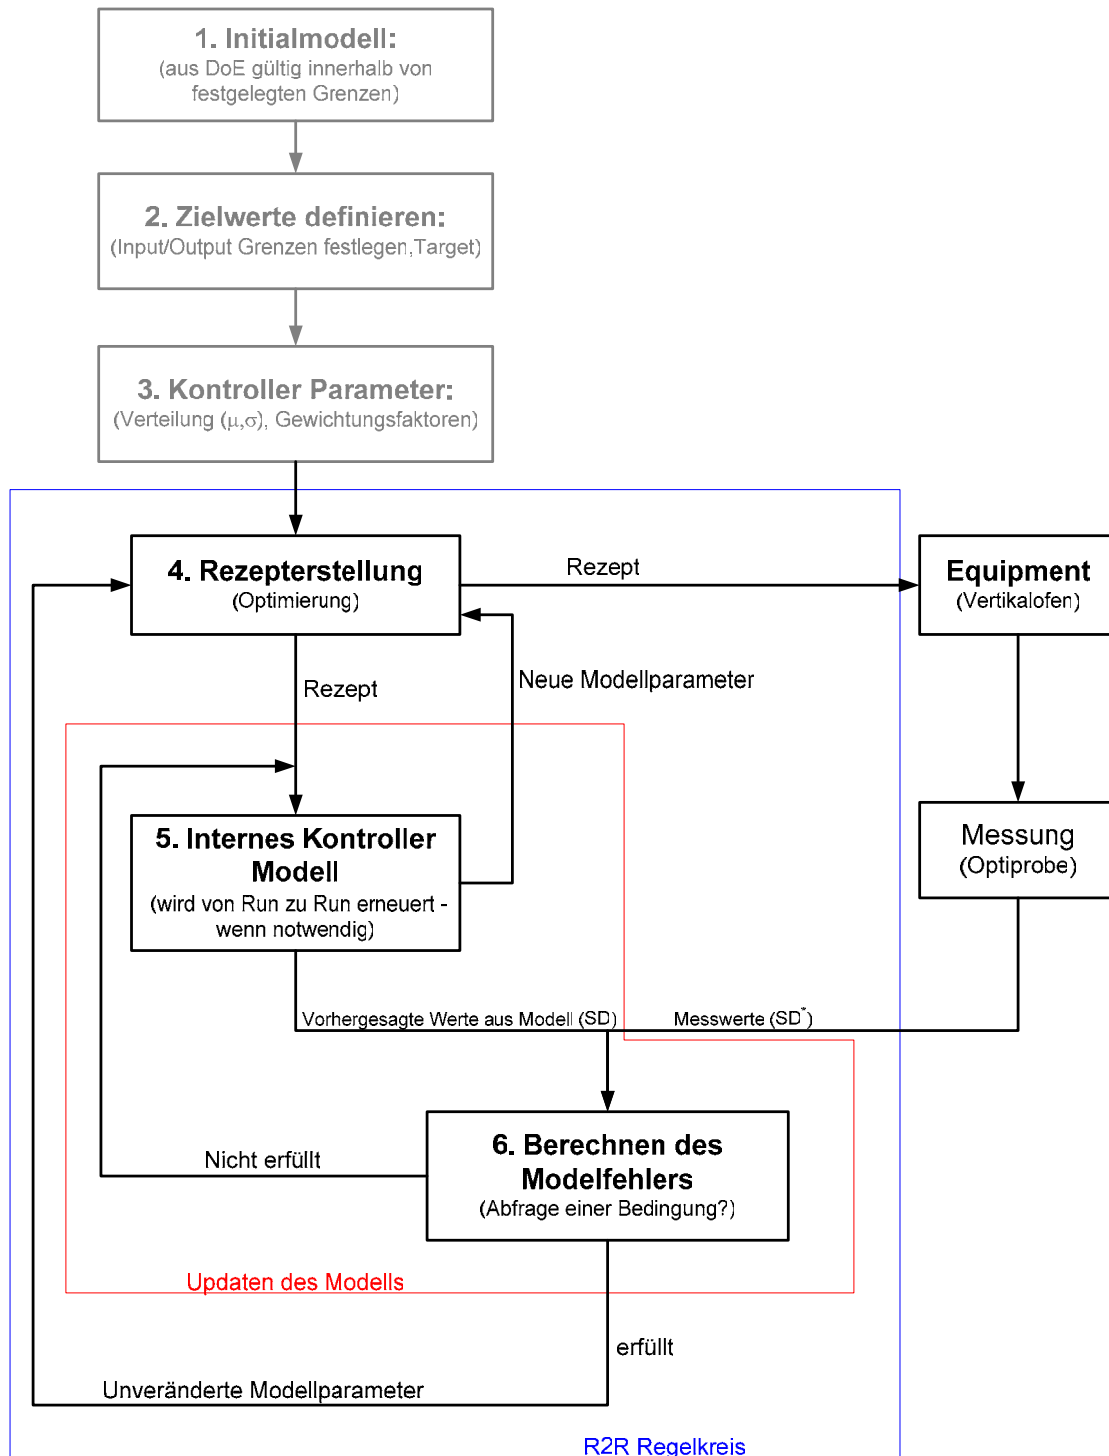 1. Initialmodell:
(aus DoE gültig innerhalb von
festgelegten Grenzen)
2. Zielwerte definieren:
(Input/Output Grenzen festlegen,Target)
3. Kontroller Parameter:
(Verteilung (μ,σ), Gewichtungsfaktoren)
4. Rezepterstellung
(Optimierung)
Rezept
Equipment
(Vertikalofen)
Rezept
Neue Modellparameter
5. Internes Kontroller
Modell
(wird von Run zu Run erneuert -
wenn notwendig)
Messung
(Optiprobe)
Vorhergesagte Werte aus Modell (SD)
Messwerte (SD*)
6. Berechnen des
Modelfehlers
(Abfrage einer Bedingung?)
Nicht erfüllt
Updaten des Modells
erfüllt
Unveränderte Modellparameter
R2R Regelkreis